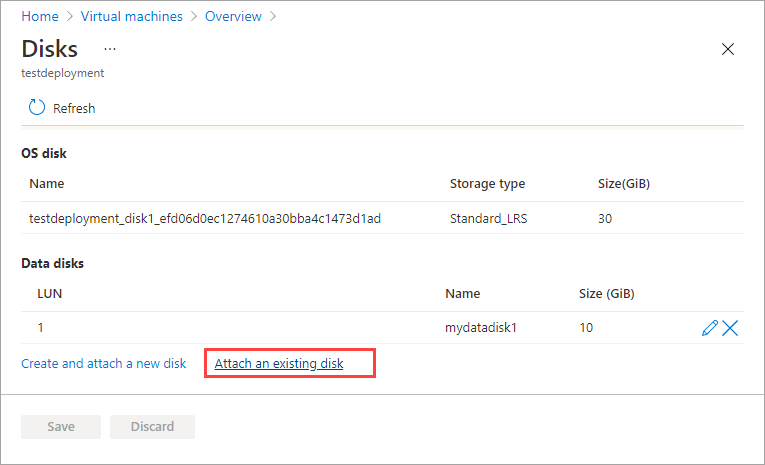 Home > Virtual machines > Overview >
Disks ...
testdeployment
Refresh
OS disk
Name Storage type Size(GiB)
testdeployment_disk1_efd06d0ec1274610a30bba4c1473d1ad Standard_LRS 30
Data disks
LUN Name Size (GiB)
1 mydatadisk1 10
Create and attach a new disk Attach an existing disk
Save Discard